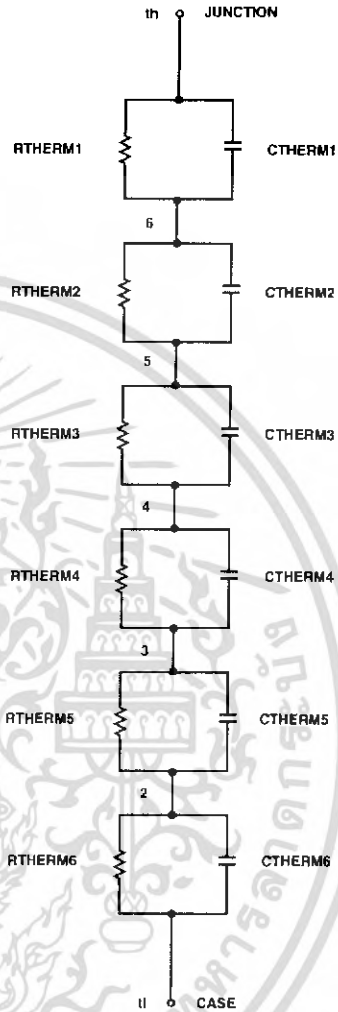 th JUNCTION
RTHERM1 CTHERM1
6
RTHERM2 CTHERM2
5
RTHERM3 CTHERM3
4
RTHERM4 CTHERM4
3
RTHERM5 CTHERM5
2
RTHERM6 CTHERM6
tl CASE